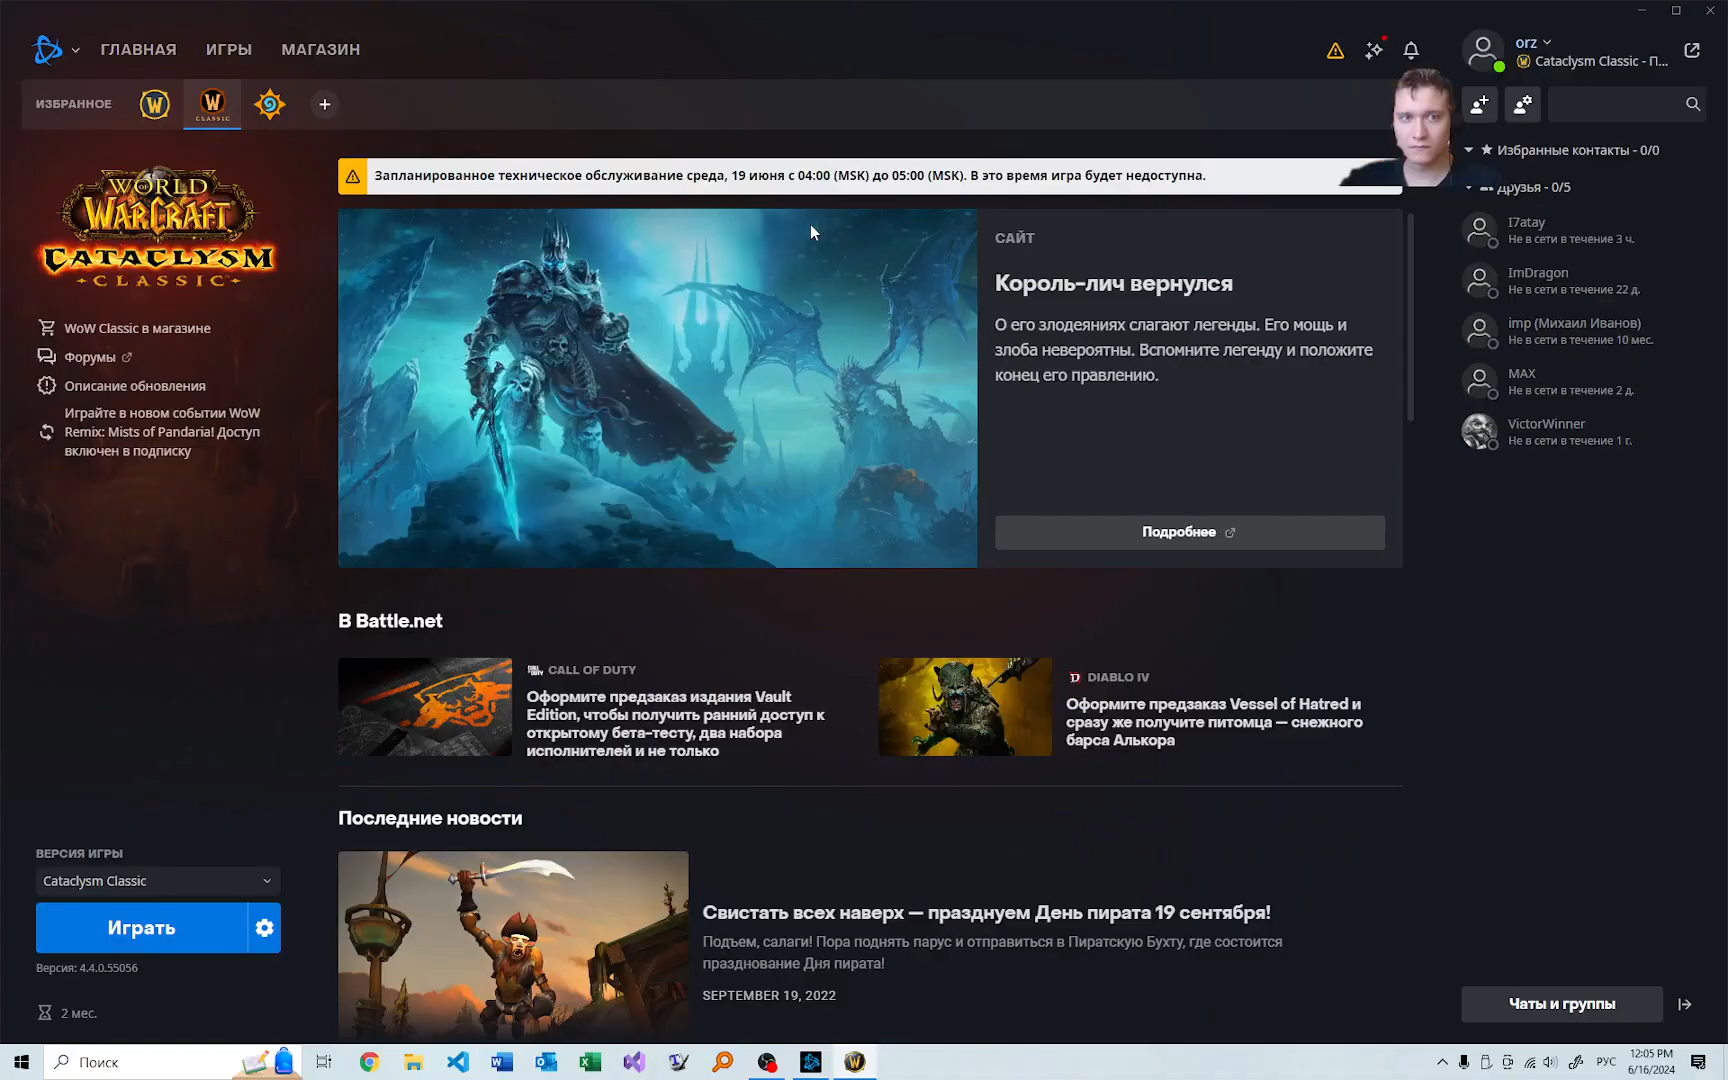 ГЛАВНАЯ
ИГРЫ
МАГАЗИН
orz
Cataclysm Classic - П...
ИЗБРАННОЕ
W
W
CLASSIC
+
WORLD
OF
WARCRAFT
CATACLYSM
CLASSIC
WoW Classic в магазине
Форумы
Описание обновления
Играйте в новом событии WoW
Remix: Mists of Pandaria! Доступ
включен в подписку
Запланированное техническое обслуживание среда, 19 июня с 04:00 (MSK) до 05:00 (MSK). В это время игра будет недоступна.
САЙТ
Король-лич вернулся
О его злодеяниях слагают легенды. Его мощь и
злоба невероятны. Вспомните легенду и положите
конец его правлению.
Подробнее
Избранные контакты - 0/0
Друзья - 0/5
I7atay
Не в сети в течение 3 ч.
ImDragon
Не в сети в течение 22 д.
imp (Михаил Иванов)
Не в сети в течение 10 мес.
MAX
Не в сети в течение 2 д.
VictorWinner
Не в сети в течение 1 г.
В Battle.net
CALL OF DUTY
Оформите предзаказ издания Vault
Edition, чтобы получить ранний доступ к
открытому бета-тесту, два набора
исполнителей и не только
DIABLO IV
Оформите предзаказ Vessel of Hatred и
сразу же получите питомца — снежного
барса Алькора
Последние новости
Свистать всех наверх — празднуем День пирата 19 сентября!
Подъем, салаги! Пора поднять парус и отправиться в Пиратскую Бухту, где состоится
празднование Дня пирата!
SEPTEMBER 19, 2022
ВЕРСИЯ ИГРЫ
Cataclysm Classic
Играть
Версия: 4.4.0.55056
2 мес.
Чаты и группы
Поиск
РУС
12:05 PM
6/16/2024